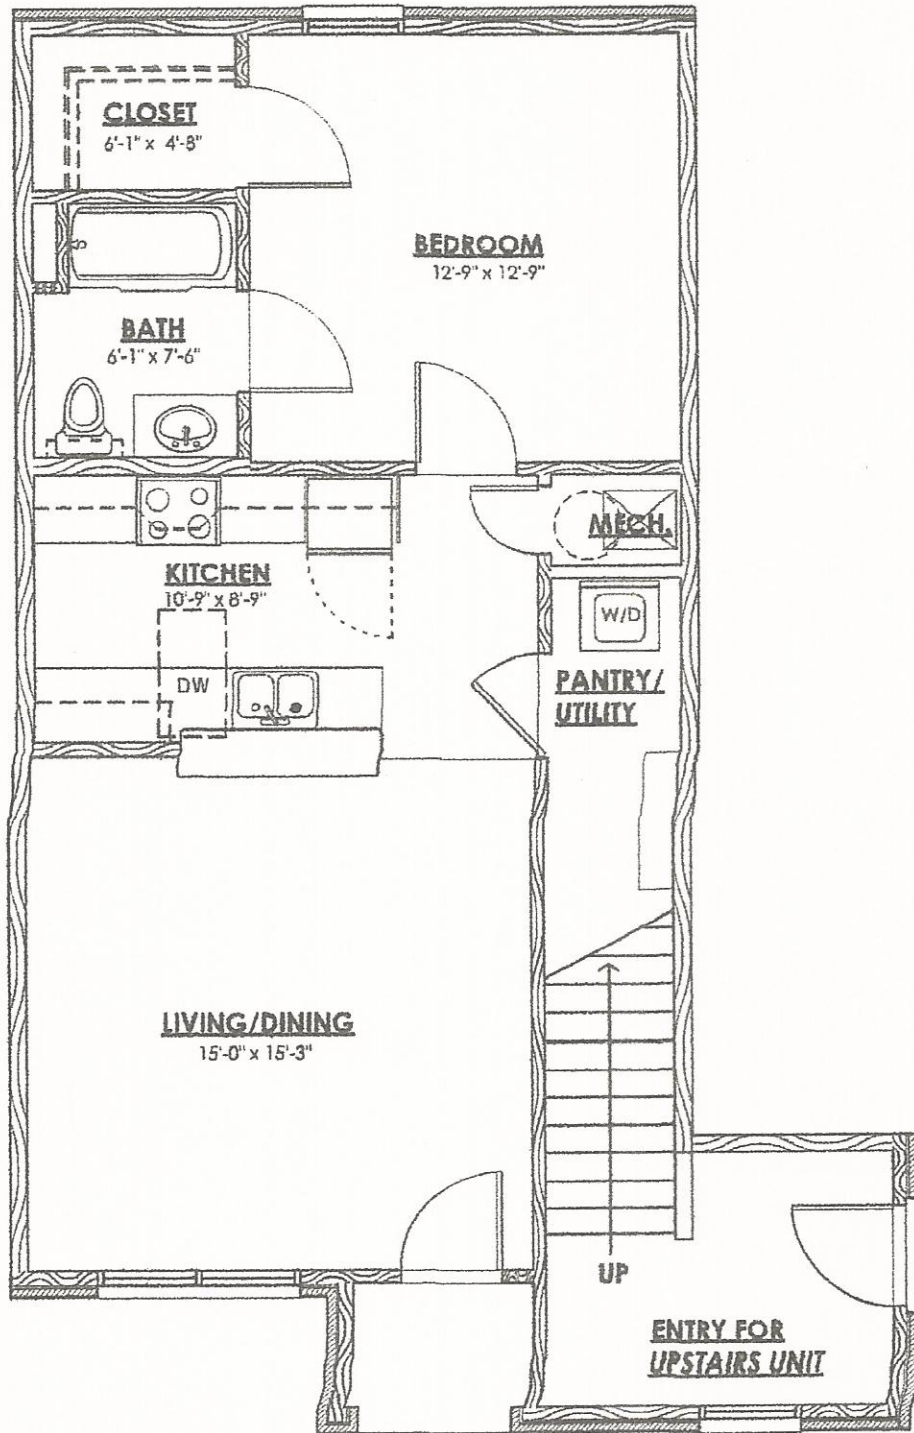 CLOSET
6'-1" x 4'-8"
BEDROOM
12'-9" x 12'-9"
BATH
6'-1" x 7'-6"
MECH.
KITCHEN
10'-9" x 8'-9"
W/D
DW
PANTRY/
UTILITY
LIVING/DINING
15'-0" x 15'-3"
UP
ENTRY FOR
UPSTAIRS UNIT